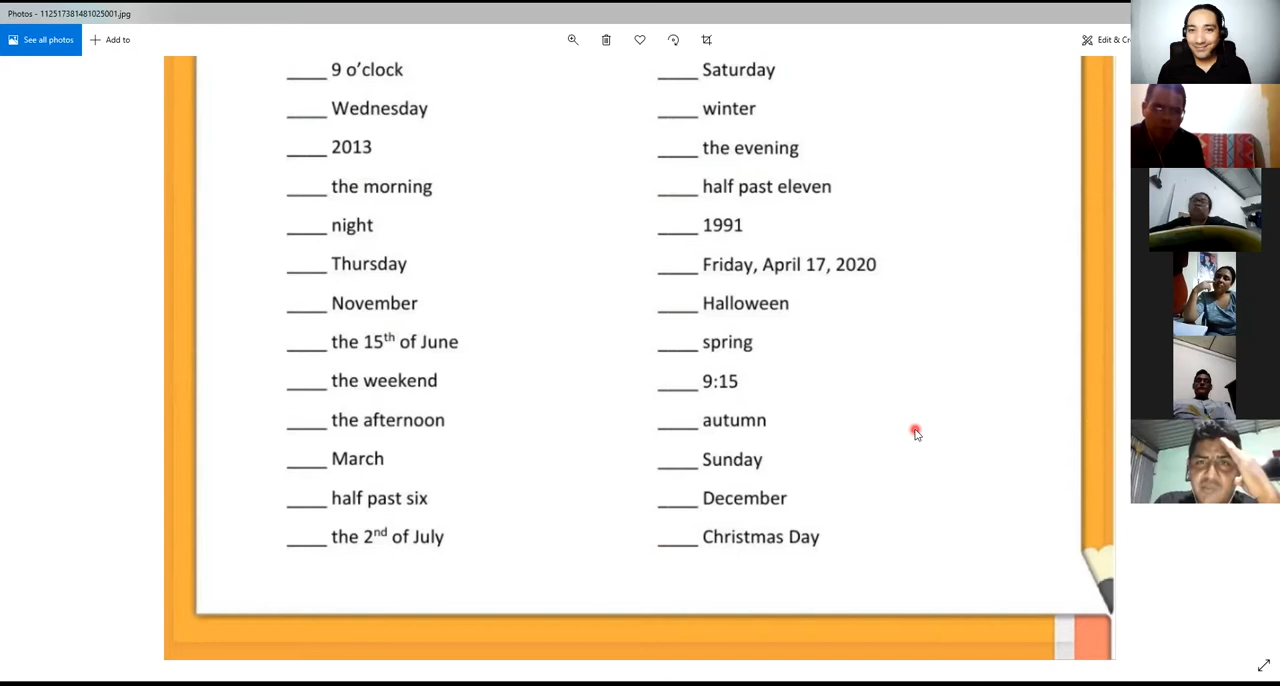 Photos - 112517381481025001.jpg
See all photos
Add to
Edit & Cr
____ 9 o'clock
____ Wednesday
____ 2013
____ the morning
____ night
____ Thursday
____ November
____ the 15th of June
____ the weekend
____ the afternoon
____ March
____ half past six
____ the 2nd of July
____ Saturday
____ winter
____ the evening
____ half past eleven
____ 1991
____ Friday, April 17, 2020
____ Halloween
____ spring
____ 9:15
____ autumn
____ Sunday
____ December
____ Christmas Day